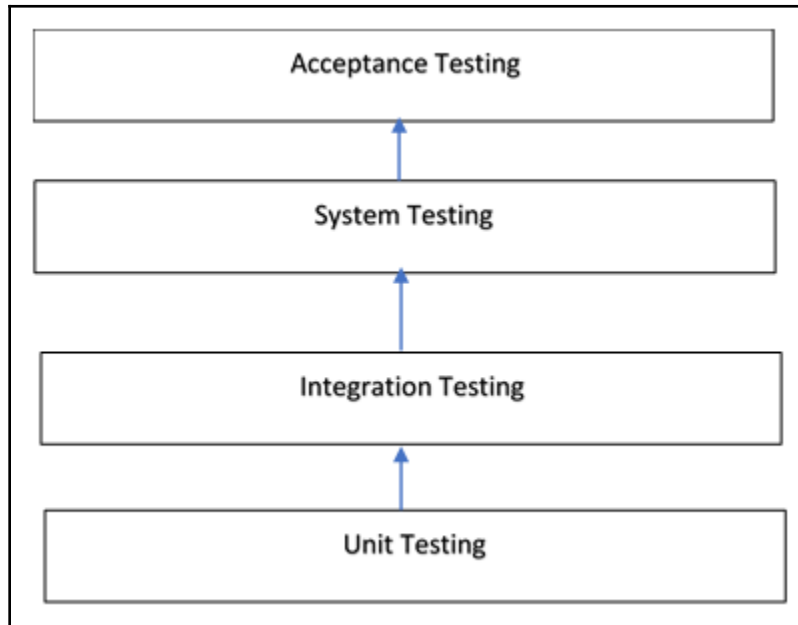 Acceptance Testing
System Testing
Integration Testing
Unit Testing